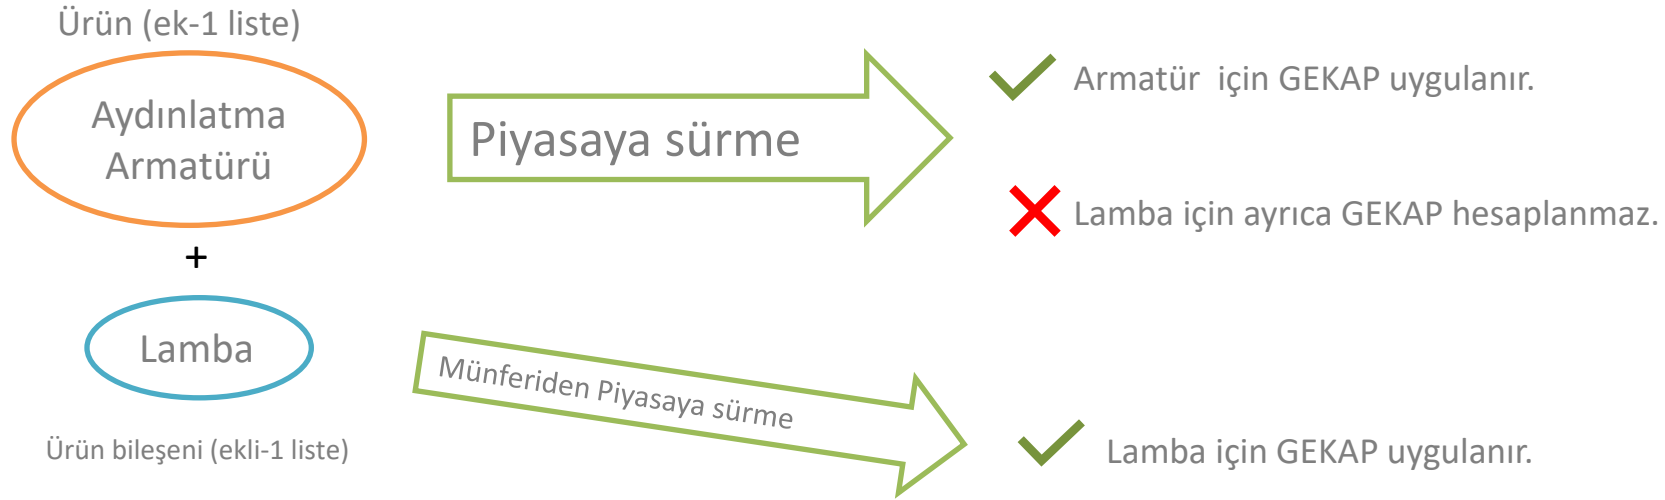 Ürün (ek-1 liste)
Aydınlatma
Armatürü
+
Lamba
Ürün bileşeni (ekli-1 liste)
Piyasaya sürme
Münferiden Piyasaya sürme
Armatür  için GEKAP uygulanır.
Lamba için ayrıca GEKAP hesaplanmaz.
Lamba için GEKAP uygulanır.